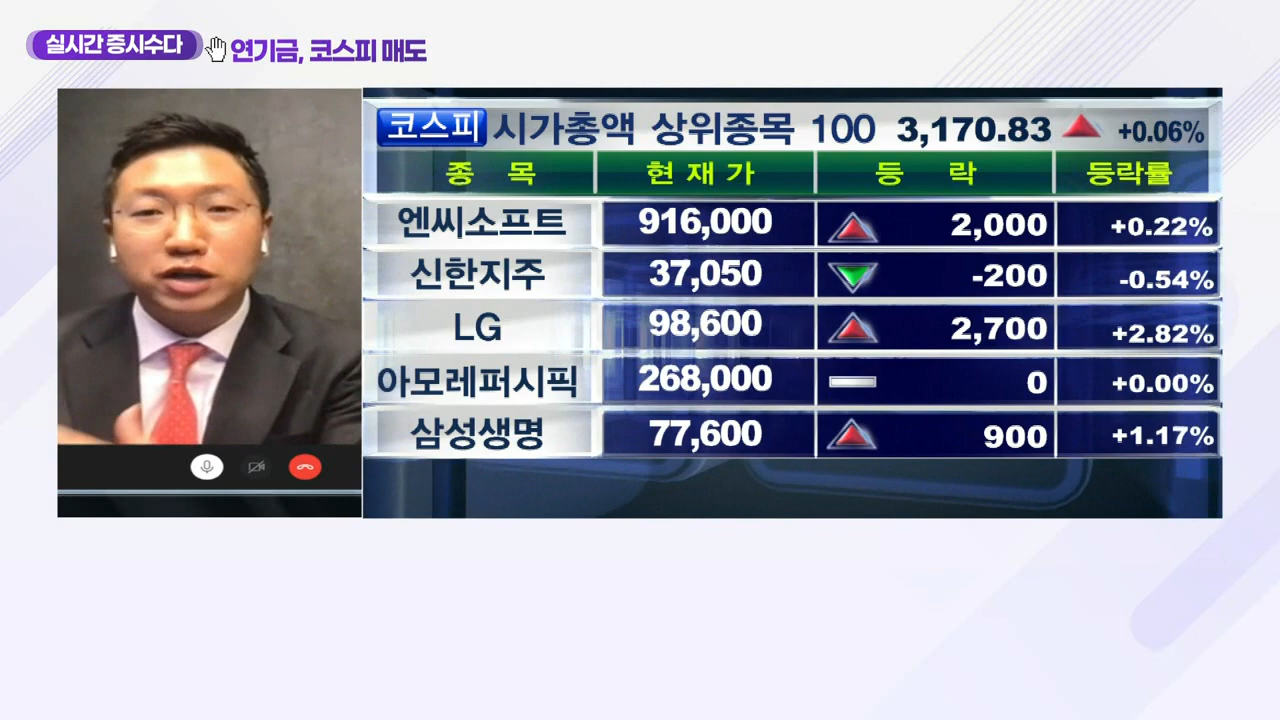 실시간 증시수다 연기금, 코스피 매도
코스피 시가총액 상위종목 100 3,170.83 +0.06%
종 목 현 재 가 등 락 등락률
엔씨소프트 916,000 2,000 +0.22%
신한지주 37,050 -200 -0.54%
LG 98,600 2,700 +2.82%
아모레퍼시픽 268,000 0 +0.00%
삼성생명 77,600 900 +1.17%